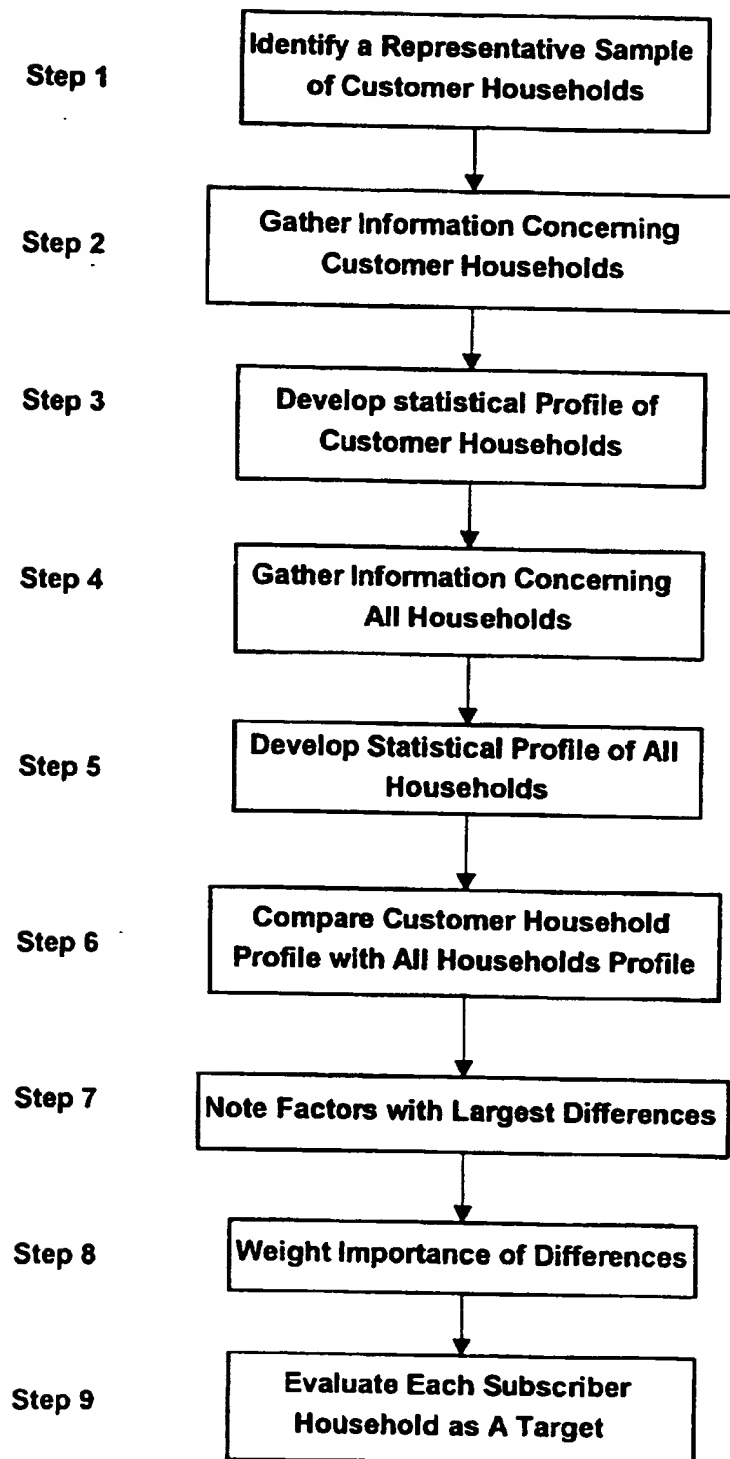 Step 1
Identify a Representative Sample
of Customer Households
Step 2
Gather Information Concerning
Customer Households
Step 3
Develop statistical Profile of
Customer Households
Step 4
Gather Information Concerning
All Households
Step 5
Develop Statistical Profile of All
Households
Step 6
Compare Customer Household
Profile with All Households Profile
Step 7
Note Factors with Largest Differences
Step 8
Weight Importance of Differences
Step 9
Evaluate Each Subscriber
Household as A Target